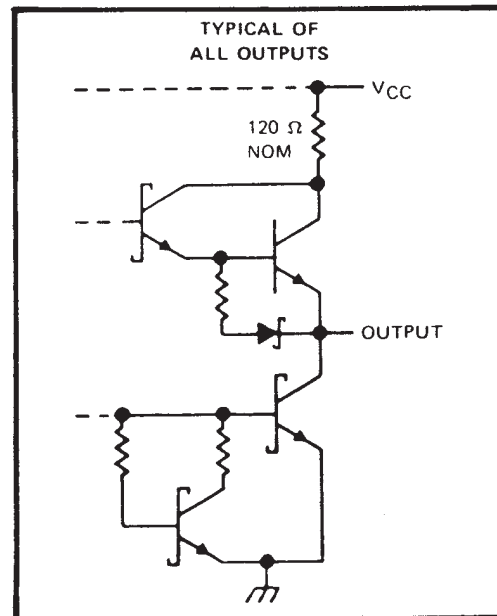 TYPICAL OF
ALL OUTPUTS
VCC
120 Ω
NOM
OUTPUT